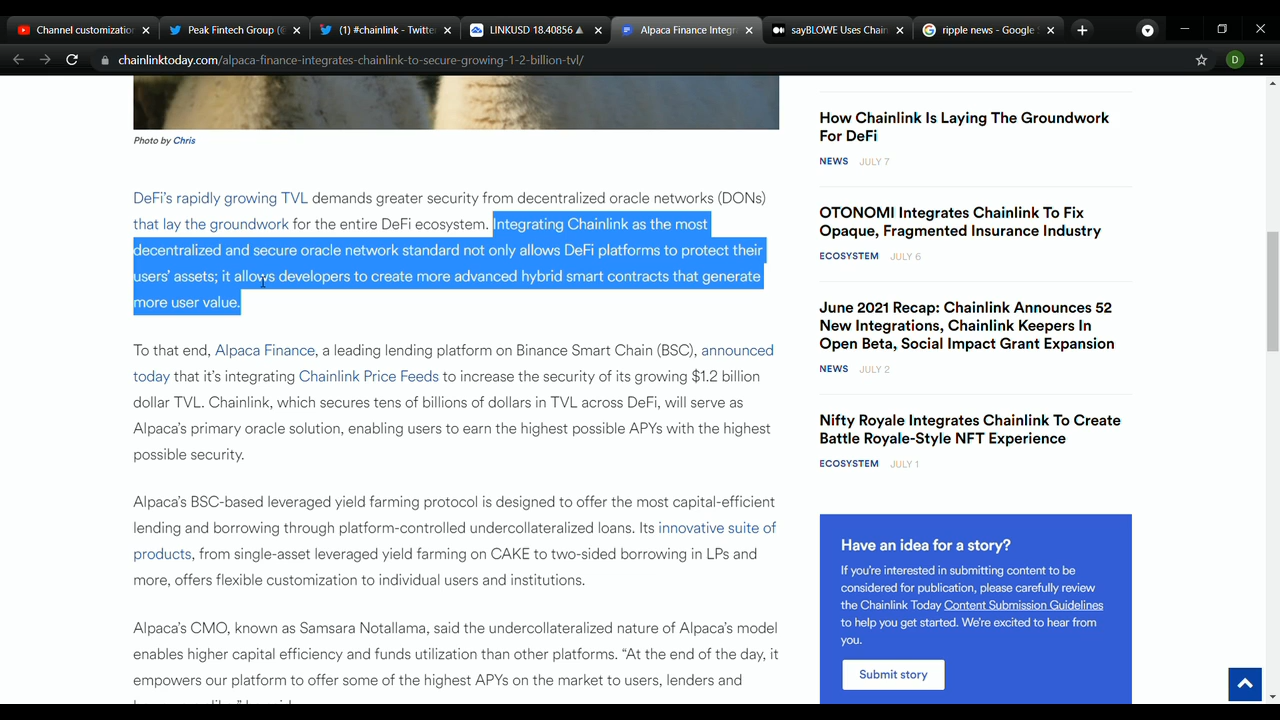 Channel customization
Peak Fintech Group (@
(1) #chainlink - Twitter
LINKUSD 18.40856 ▲
Alpaca Finance Integra
sayBLOWE Uses Chain
ripple news - Google S
chainlinktoday.com/alpaca-finance-integrates-chainlink-to-secure-growing-1-2-billion-tvl/
D
Photo by Chris
DeFi's rapidly growing TVL demands greater security from decentralized oracle networks (DONs)
that lay the groundwork for the entire DeFi ecosystem. Integrating Chainlink as the most
decentralized and secure oracle network standard not only allows DeFi platforms to protect their
users' assets; it allows developers to create more advanced hybrid smart contracts that generate
more user value.
To that end, Alpaca Finance, a leading lending platform on Binance Smart Chain (BSC), announced
today that it's integrating Chainlink Price Feeds to increase the security of its growing $1.2 billion
dollar TVL. Chainlink, which secures tens of billions of dollars in TVL across DeFi, will serve as
Alpaca's primary oracle solution, enabling users to earn the highest possible APYs with the highest
possible security.
Alpaca's BSC-based leveraged yield farming protocol is designed to offer the most capital-efficient
lending and borrowing through platform-controlled undercollateralized loans. Its innovative suite of
products, from single-asset leveraged yield farming on CAKE to two-sided borrowing in LPs and
more, offers flexible customization to individual users and institutions.
Alpaca's CMO, known as Samsara Notallama, said the undercollateralized nature of Alpaca's model
enables higher capital efficiency and funds utilization than other platforms. “At the end of the day, it
empowers our platform to offer some of the highest APYs on the market to users, lenders and
How Chainlink Is Laying The Groundwork
For DeFi
NEWS JULY 7
OTONOMI Integrates Chainlink To Fix
Opaque, Fragmented Insurance Industry
ECOSYSTEM JULY 6
June 2021 Recap: Chainlink Announces 52
New Integrations, Chainlink Keepers In
Open Beta, Social Impact Grant Expansion
NEWS JULY 2
Nifty Royale Integrates Chainlink To Create
Battle Royale-Style NFT Experience
ECOSYSTEM JULY 1
Have an idea for a story?
If you're interested in submitting content to be
considered for publication, please carefully review
the Chainlink Today Content Submission Guidelines
to help you get started. We're excited to hear from
you.
Submit story